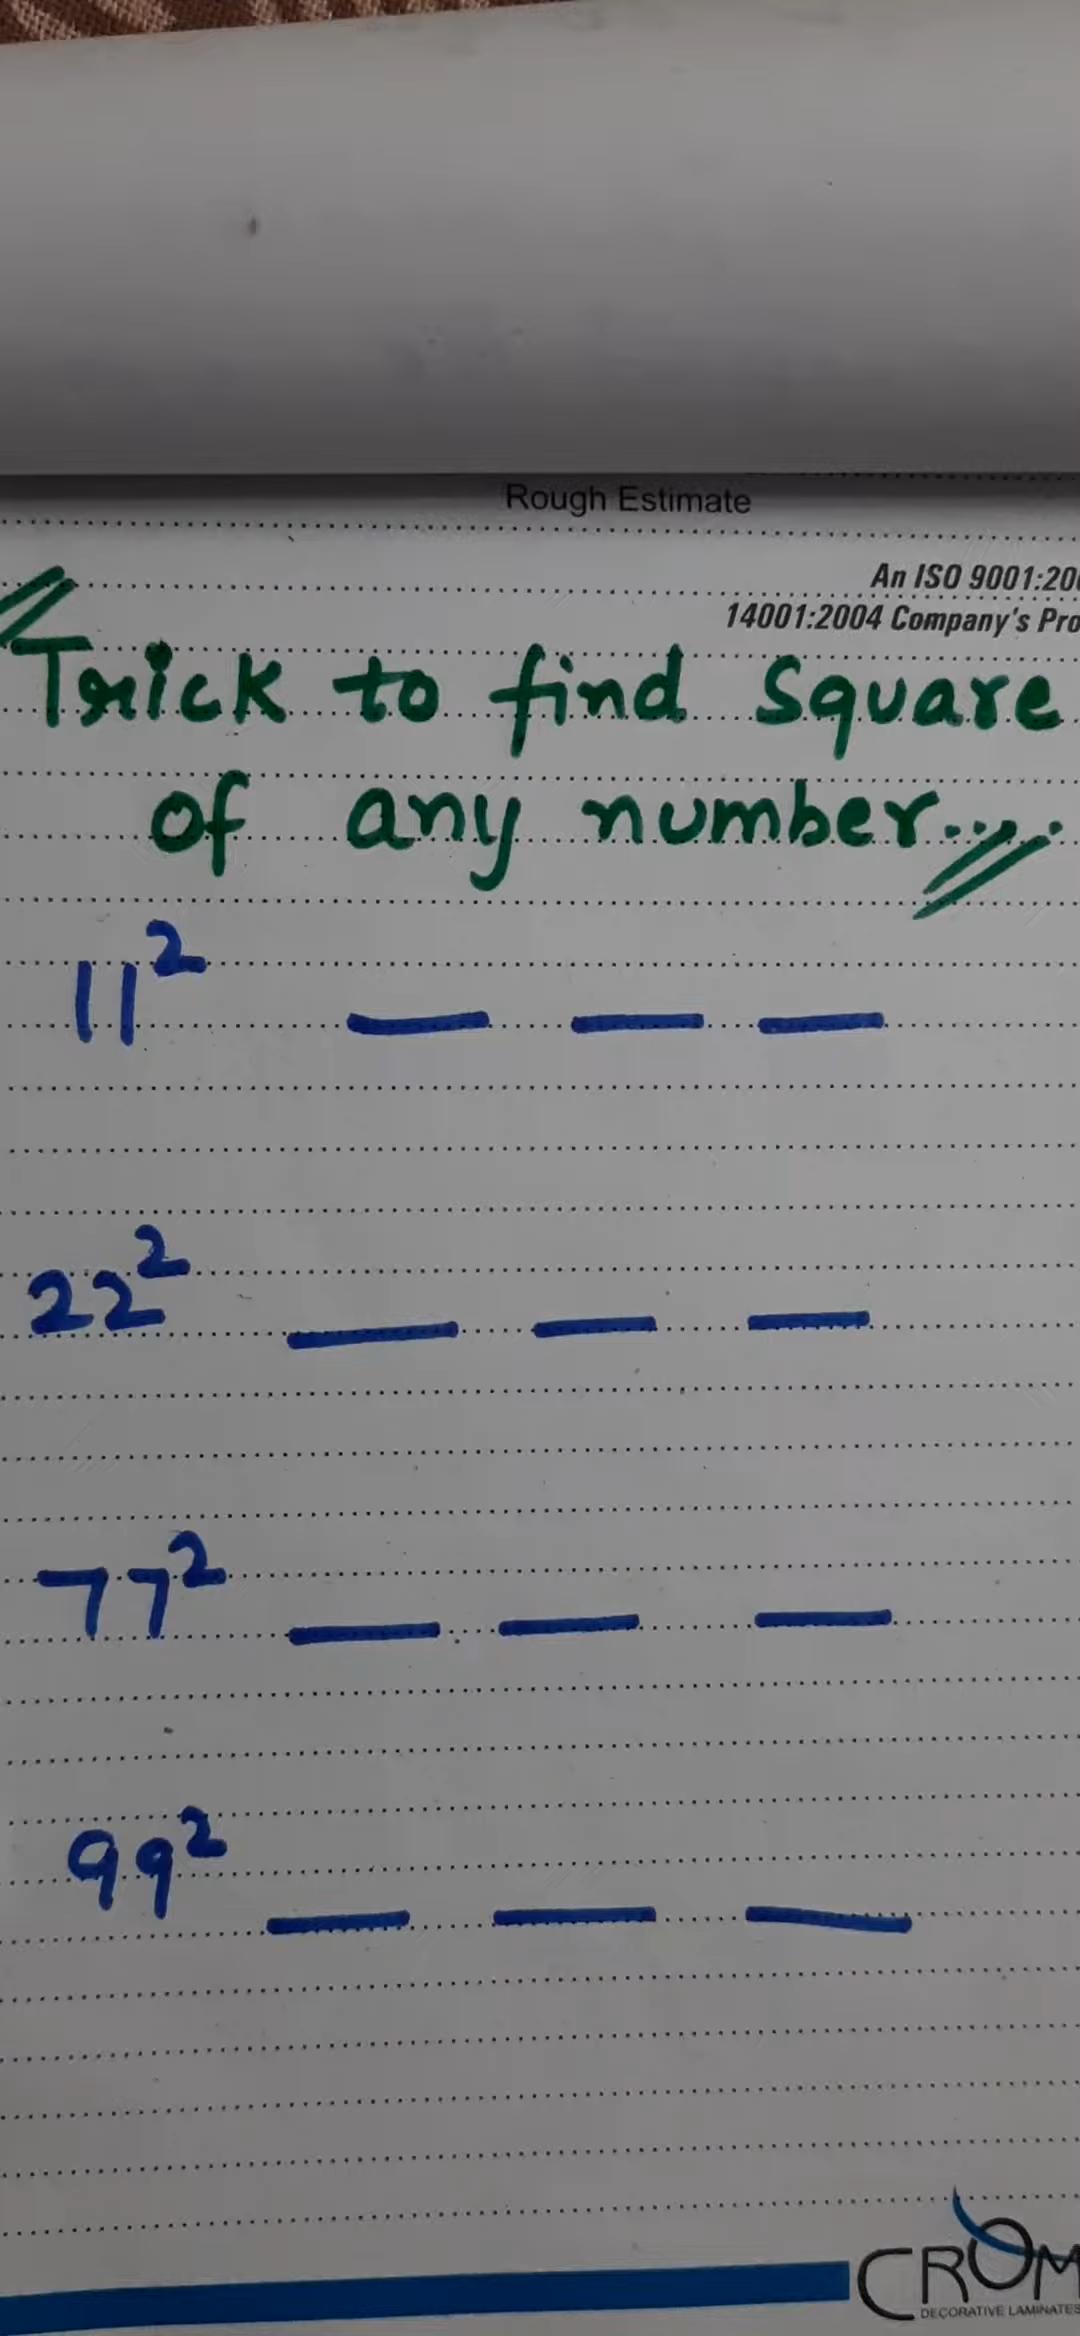 Rough Estimate
An ISO 9001:200
14001:2004 Company's Pro
Trick to find square
of any number....
11²
22²
77²
99²
CROM
DECORATIVE LAMINATES